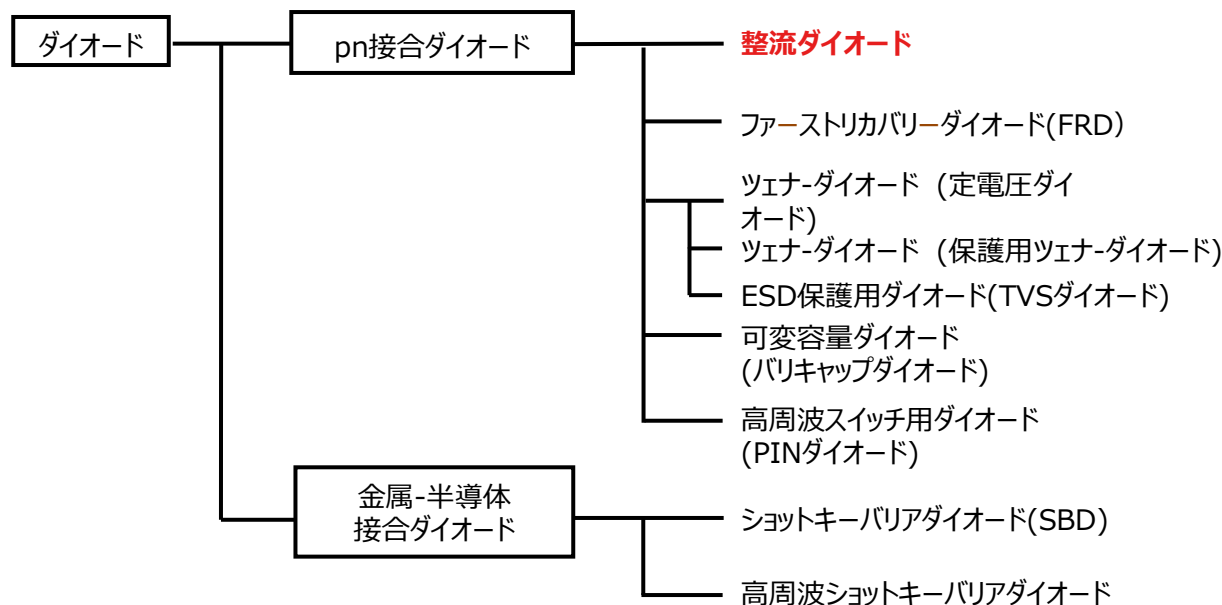 ダイオード
pn接合ダイオード
整流ダイオード
ファーストリカバリーダイオード(FRD）
ツェナ-ダイオード (定電圧ダイ
オード)
ツェナ-ダイオード (保護用ツェナ-ダイオード)
ESD保護用ダイオード(TVSダイオード)
可変容量ダイオード
(バリキャップダイオード)
高周波スイッチ用ダイオード
(PINダイオード)
金属-半導体
接合ダイオード
ショットキーバリアダイオード(SBD)
高周波ショットキーバリアダイオード